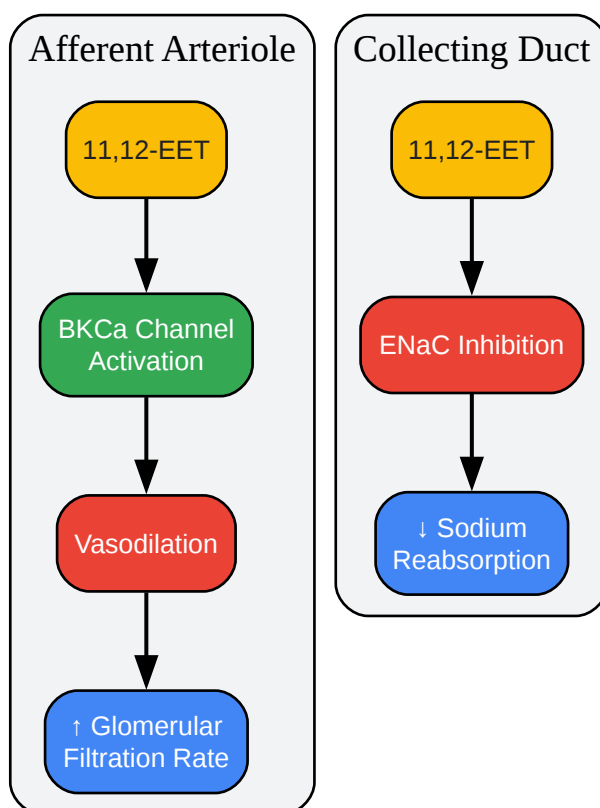 Afferent Arteriole
11,12-EET
BKCa Channel
Activation
Vasodilation
↑ Glomerular
Filtration Rate
Collecting Duct
11,12-EET
ENaC Inhibition
↓ Sodium
Reabsorption